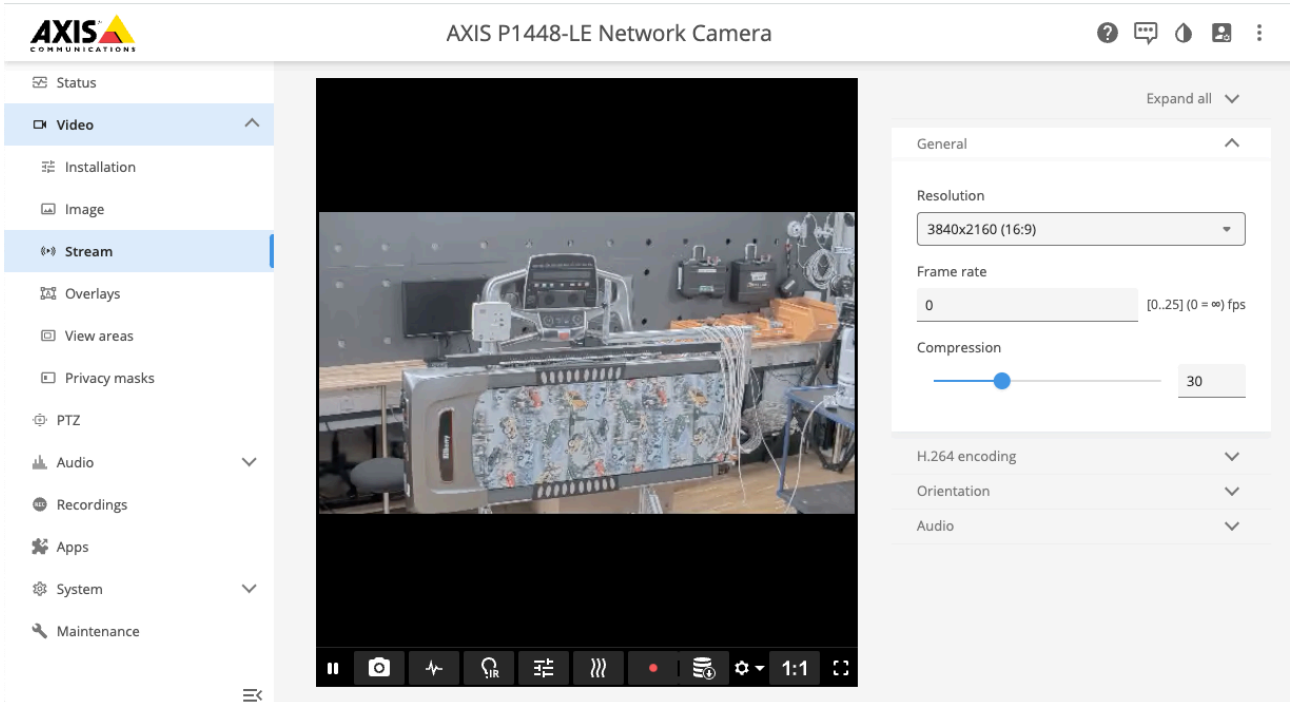 AXIS
COMMUNICATIONS
AXIS P1448-LE Network Camera
Status
Video
Installation
Image
Stream
Overlays
View areas
Privacy masks
PTZ
Audio
Recordings
Apps
System
Maintenance
IR
1:1
Expand all
General
Resolution
3840x2160 (16:9)
Frame rate
0 [0..25] (0 = ∞) fps
Compression
30
H.264 encoding
Orientation
Audio